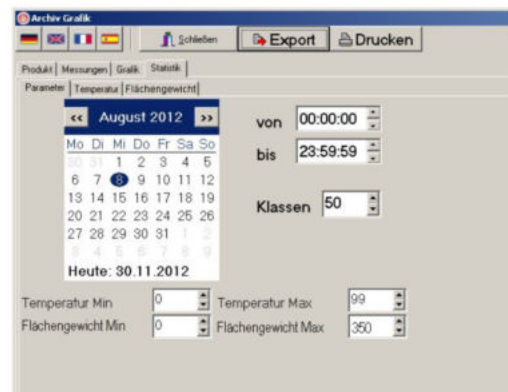 Archiv Grafik
Schließen Export Drucken
Produkt Messungen Grafik Statistik
Parameter Temperatur Flächengewicht
<< August 2012 >>
Mo Di Mi Do Fr Sa So
30 31 1 2 3 4 5
6 7 8 9 10 11 12
13 14 15 16 17 18 19
20 21 22 23 24 25 26
27 28 29 30 31 1 2
3 4 5 6 7 8 9
Heute: 30.11.2012
von 00:00:00
bis 23:59:59
Klassen 50
Temperatur Min 0 Temperatur Max 99
Flächengewicht Min 0 Flächengewicht Max 350